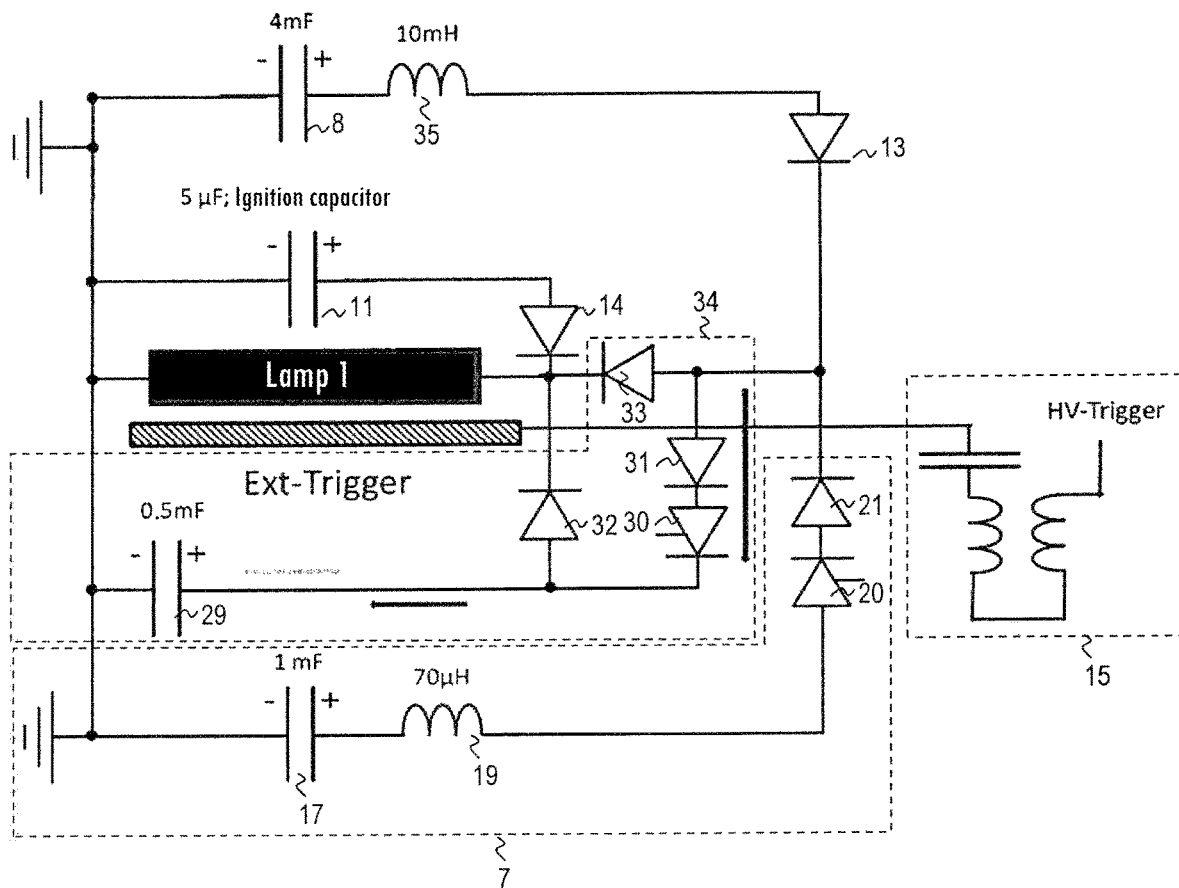 4mF
10mH
- +
8
35
13
5 µF; Ignition capacitor
- +
11
14
34
Lamp 1
33
HV-Trigger
31
Ext-Trigger
0.5mF
30
32
21
- +
29
20
1 mF
70µH
15
- +
19
17
7